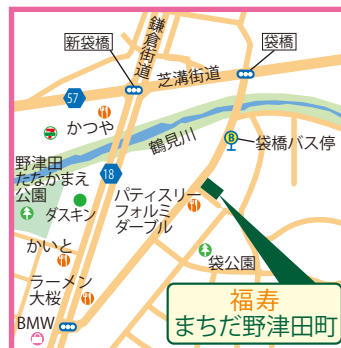 鎌倉街道
新袋橋
袋橋
芝溝街道
57
かつや
鶴見川
B
袋橋バス停
野津田
たなかまえ
公園
18
ダスキン
パティスリー
フォルミ
ダーブル
かいと
袋公園
ラーメン
大桜
福寿
まちだ野津田町
BMW